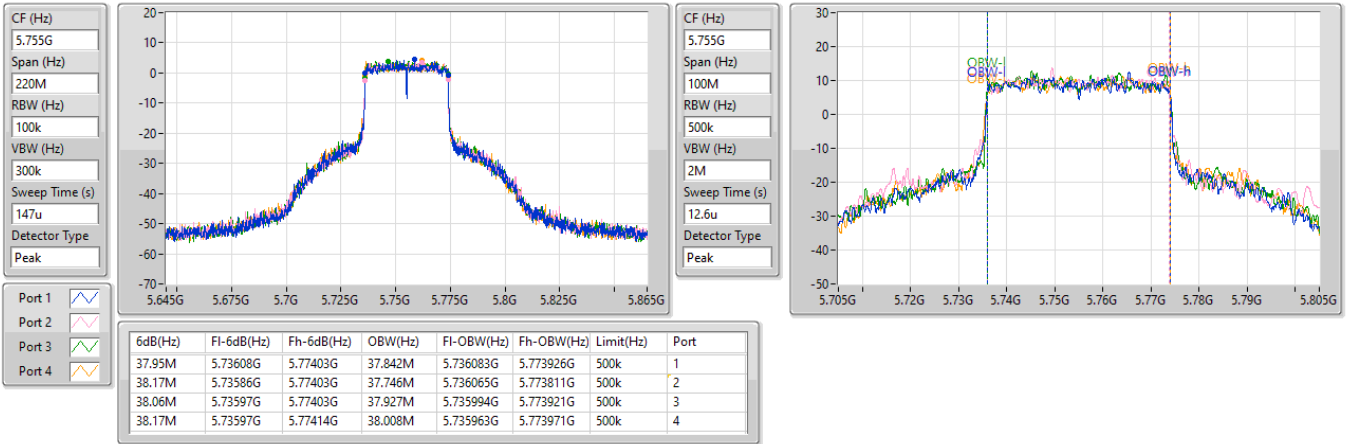 CF (Hz)
5.755G
Span (Hz)
220M
RBW (Hz)
100k
VBW (Hz)
300k
Sweep Time (s)
147u
Detector Type
Peak
Port 1
Port 2
Port 3
Port 4
20
10
0
-10
-20
-30
-40
-50
-60
-70
5.645G 5.675G 5.7G 5.725G 5.75G 5.775G 5.8G 5.825G 5.865G
CF (Hz)
5.755G
Span (Hz)
100M
RBW (Hz)
500k
VBW (Hz)
2M
Sweep Time (s)
12.6u
Detector Type
Peak
30
20
10
0
-10
-20
-30
-40
-50
OBW-l
OBW-l
OBW-h
5.705G 5.72G 5.73G 5.74G 5.75G 5.76G 5.77G 5.78G 5.79G 5.805G
6dB(Hz) Fl-6dB(Hz) Fh-6dB(Hz) OBW(Hz) Fl-OBW(Hz) Fh-OBW(Hz) Limit(Hz) Port
37.95M 5.73608G 5.77403G 37.842M 5.736083G 5.773926G 500k 1
38.17M 5.73586G 5.77403G 37.746M 5.736065G 5.773811G 500k 2
38.06M 5.73597G 5.77403G 37.927M 5.735994G 5.773921G 500k 3
38.17M 5.73597G 5.77414G 38.008M 5.735963G 5.773971G 500k 4